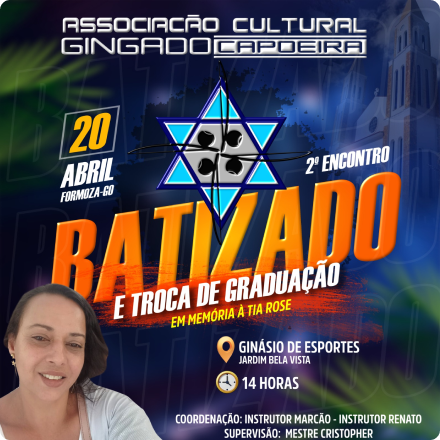 ASSOCIACÃO CULTURAL
GINGADO CAPOEIRA
20
ABRIL
FORMOZA-GO
2º ENCONTRO
BATIZADO
E TROCA DE GRADUAÇÃO
EM MEMÓRIA À TIA ROSE
GINÁSIO DE ESPORTES
JARDIM BELA VISTA
14 HORAS
COORDENAÇÃO: INSTRUTOR MARCÃO - INSTRUTOR RENATO
SUPERVISÃO: MESTRE CRISTOPHER